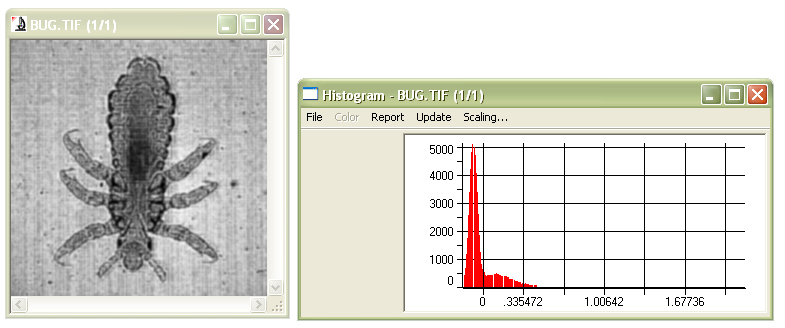 BUG.TIF (1/1)
Histogram - BUG.TIF (1/1)
File Color Report Update Scaling...
5000
4000
3000
2000
1000
0
0 .335472 1.00642 1.67736